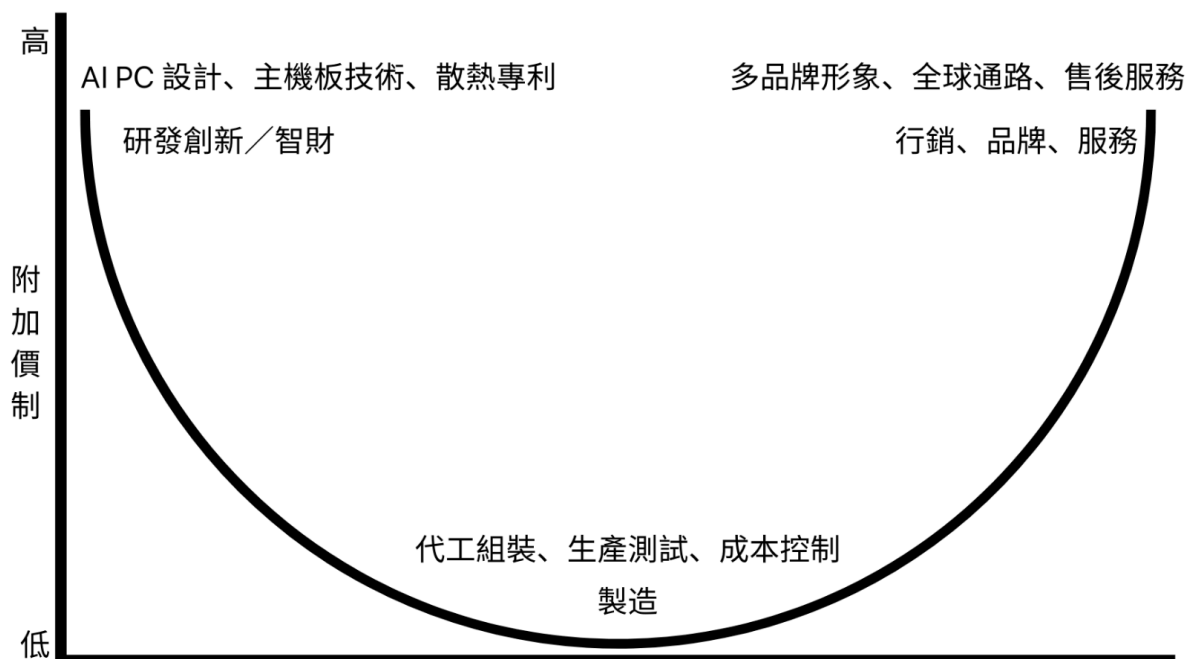 高
AI PC 設計、主機板技術、散熱專利
多品牌形象、全球通路、售後服務
研發創新／智財
行銷、品牌、服務
附加價制
代工組裝、生產測試、成本控制
製造
低